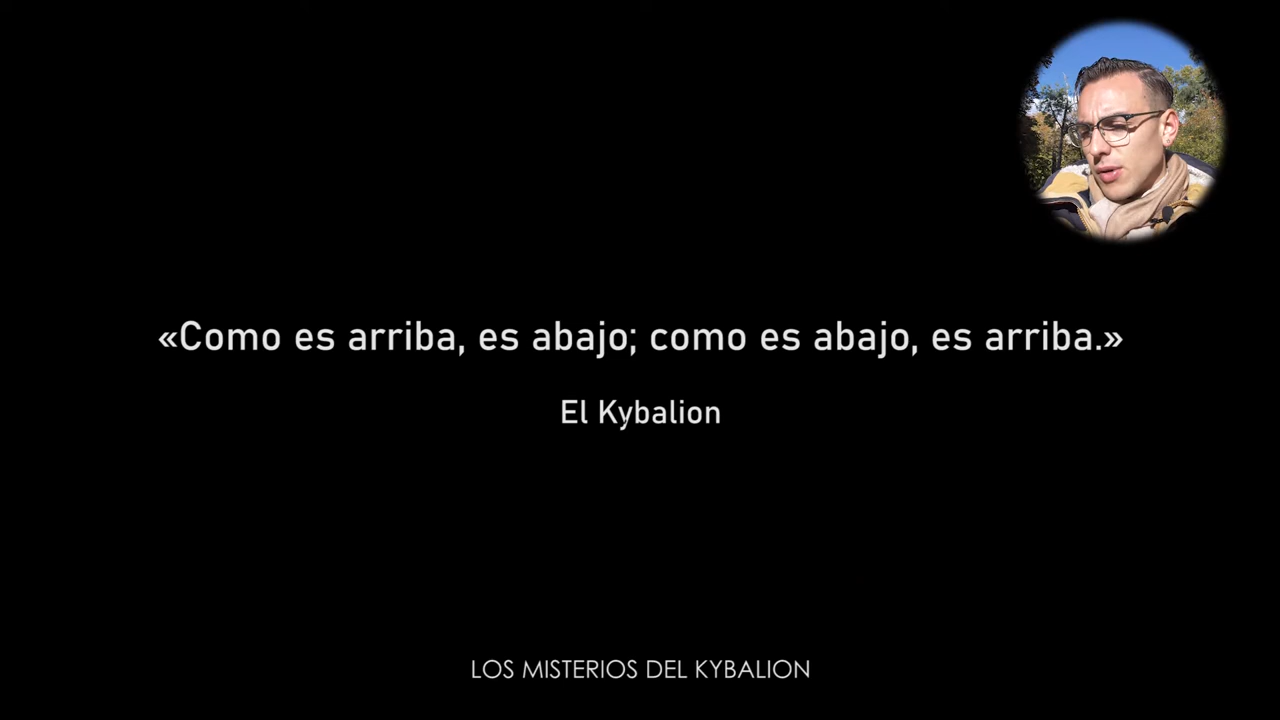 «Como es arriba, es abajo; como es abajo, es arriba.»
El Kybalion
LOS MISTERIOS DEL KYBALION